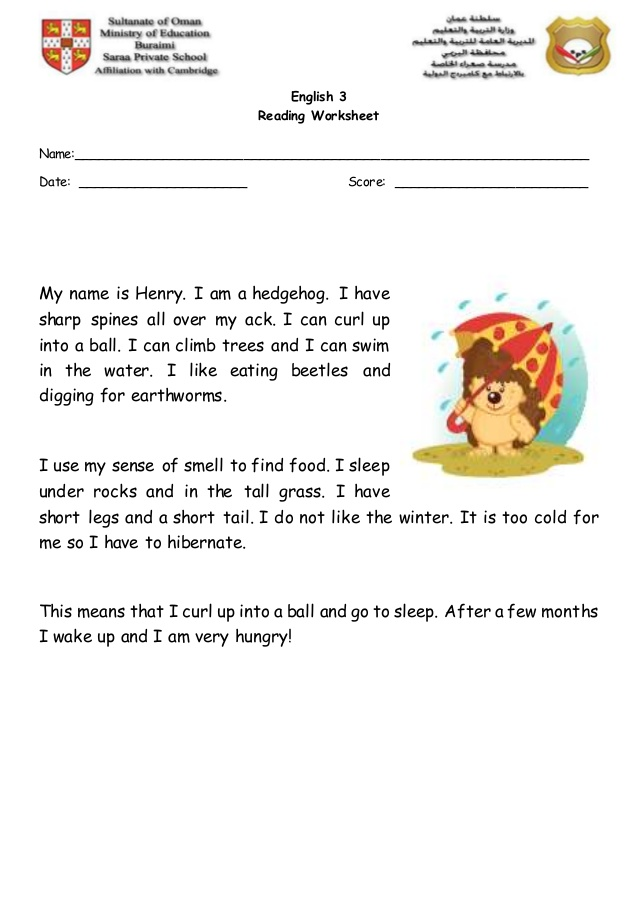 Sultanate of Oman
Ministry of Education
Buraimi
Saraa Private School
Affiliation with Cambridge
سلطنة عمان
وزارة التربية والتعليم
المديرية العامة للتربية والتعليم
محافظة البريمي
مدرسة صعراء الخاصة
بالارتباط مع كامبردج الدولية
English 3
Reading Worksheet
Name:
Date: Score:
My name is Henry. I am a hedgehog. I have
sharp spines all over my ack. I can curl up
into a ball. I can climb trees and I can swim
in the water. I like eating beetles and
digging for earthworms.
I use my sense of smell to find food. I sleep
under rocks and in the tall grass. I have
short legs and a short tail. I do not like the winter. It is too cold for
me so I have to hibernate.
This means that I curl up into a ball and go to sleep. After a few months
I wake up and I am very hungry!